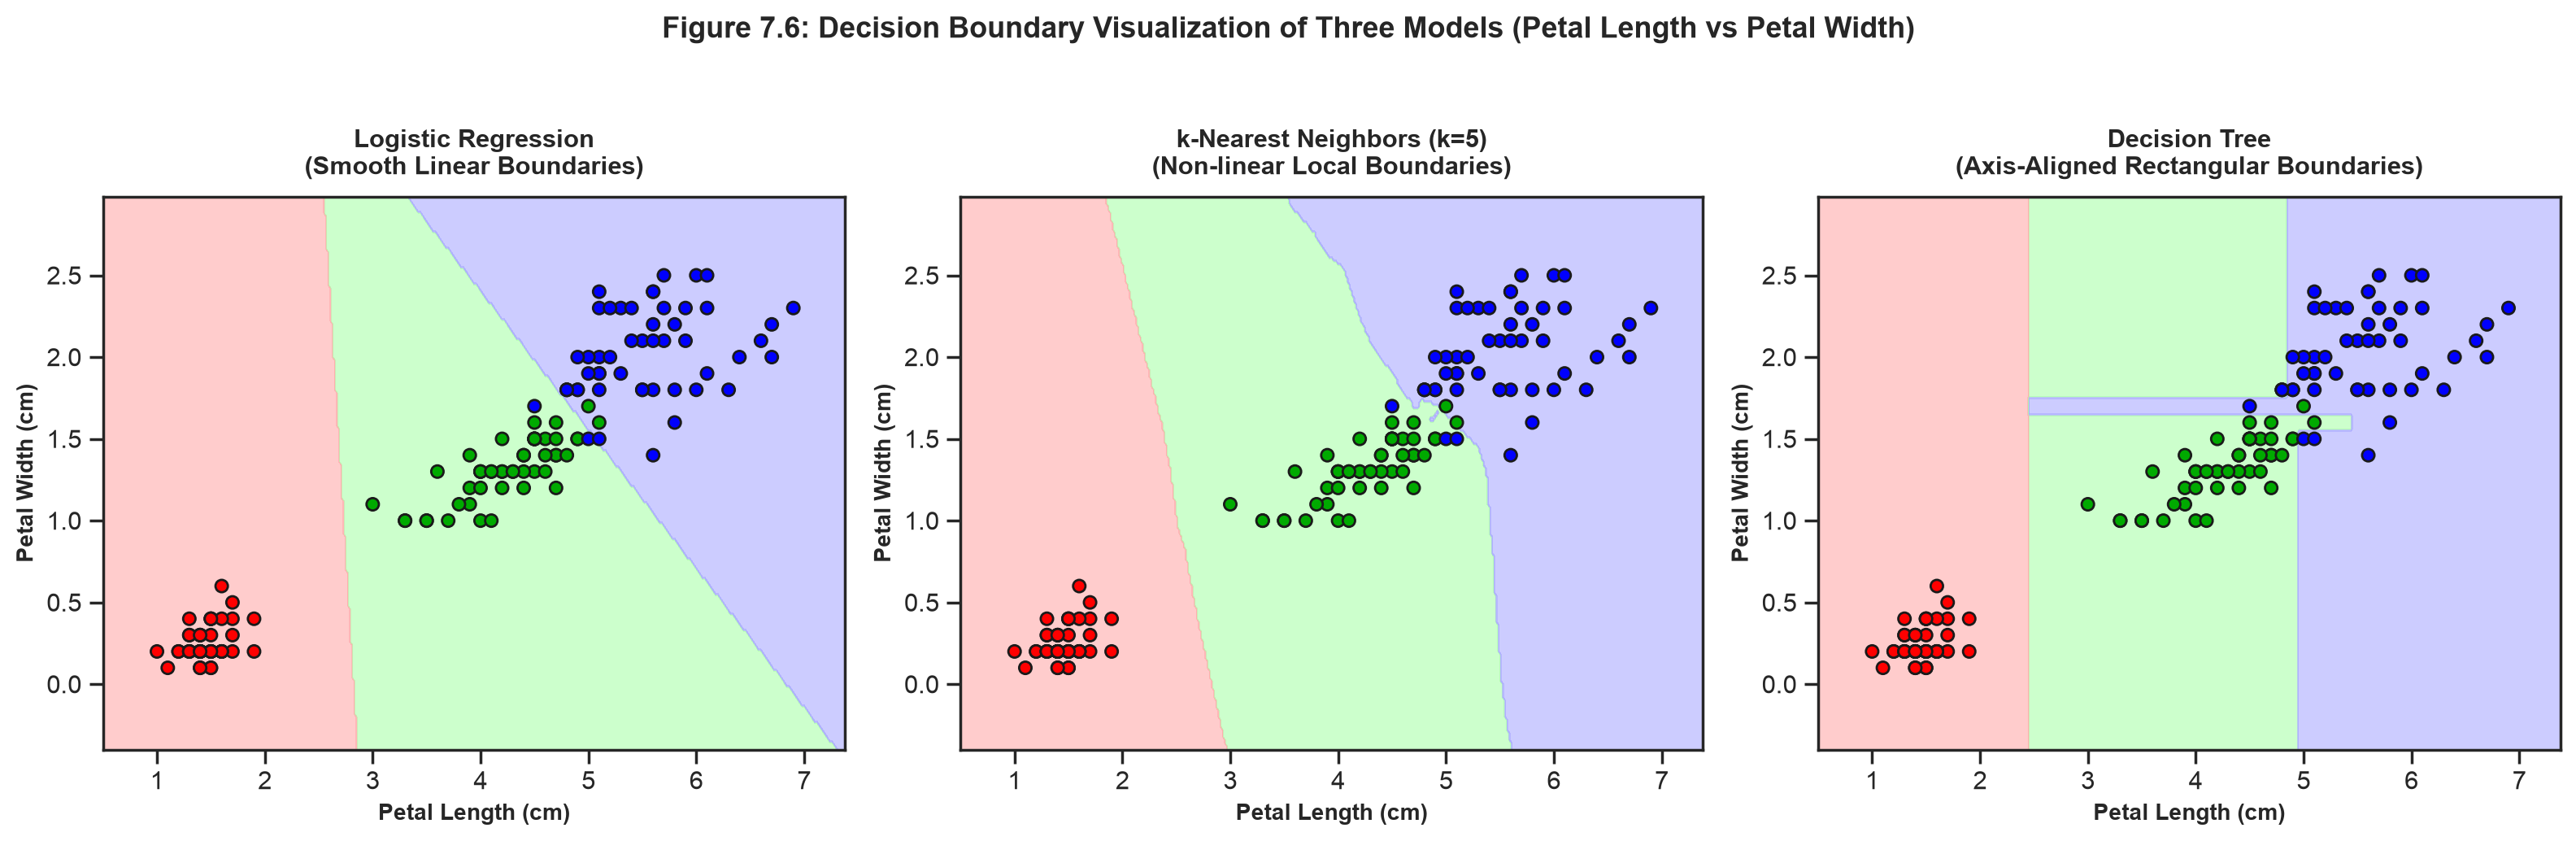 Figure 7.6: Decision Boundary Visualization of Three Models (Petal Length vs Petal Width)
Logistic Regression
(Smooth Linear Boundaries)
2.5
2.0
1.5
1.0
0.5
0.0
Petal Width (cm)
1 2 3 4 5 6 7
Petal Length (cm)
k-Nearest Neighbors (k=5)
(Non-linear Local Boundaries)
2.5
2.0
1.5
1.0
0.5
0.0
Petal Width (cm)
1 2 3 4 5 6 7
Petal Length (cm)
Decision Tree
(Axis-Aligned Rectangular Boundaries)
2.5
2.0
1.5
1.0
0.5
0.0
Petal Width (cm)
1 2 3 4 5 6 7
Petal Length (cm)